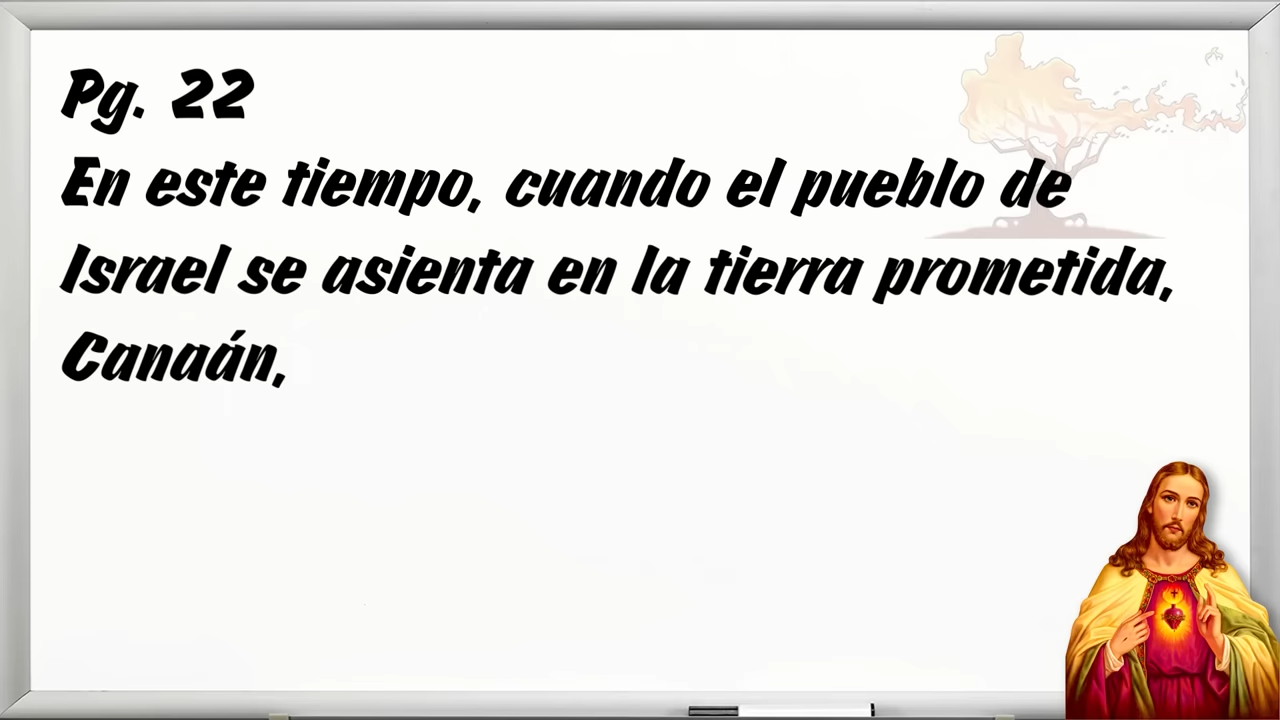 Pg. 22
En este tiempo, cuando el pueblo de
Israel se asienta en la tierra prometida,
Canaán,